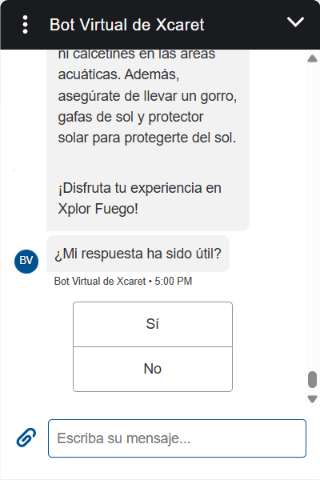 Bot Virtual de Xcaret
ni calcetines en las áreas
acuáticas. Además,
asegúrate de llevar un gorro,
gafas de sol y protector
solar para protegerte del sol.
¡Disfruta tu experiencia en
Xplor Fuego!
¿Mi respuesta ha sido útil?
BV
Bot Virtual de Xcaret • 5:00 PM
Sí
No
Escriba su mensaje...